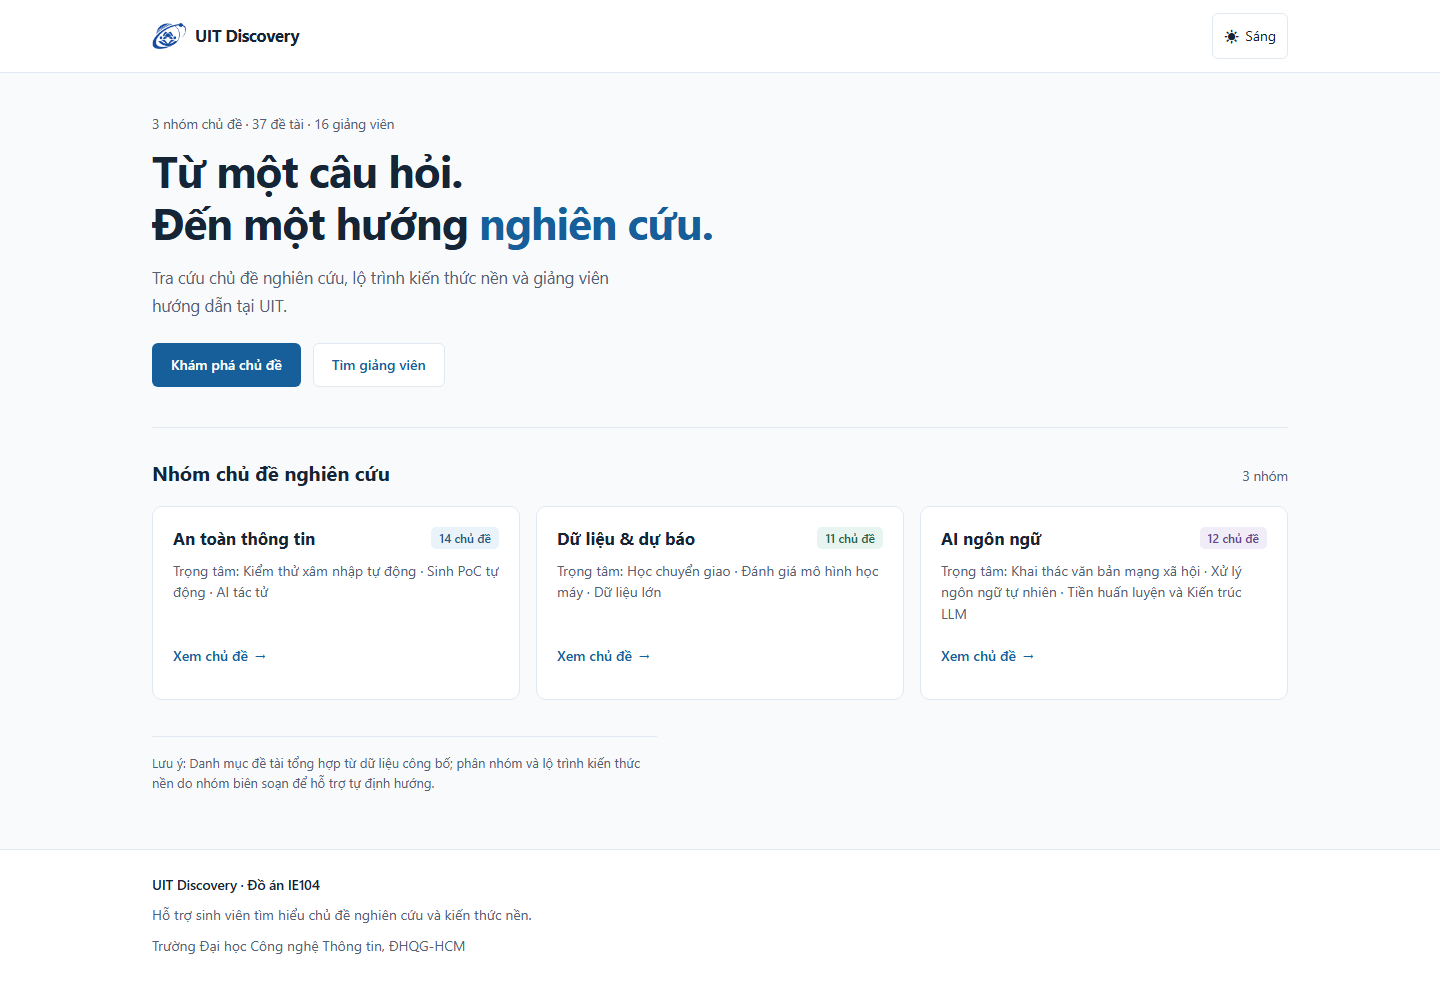 UIT Discovery
Sáng
3 nhóm chủ đề · 37 đề tài · 16 giảng viên
Từ một câu hỏi.
Đến một hướng nghiên cứu.
Tra cứu chủ đề nghiên cứu, lộ trình kiến thức nền và giảng viên
hướng dẫn tại UIT.
Khám phá chủ đề
Tìm giảng viên
Nhóm chủ đề nghiên cứu
3 nhóm
An toàn thông tin
14 chủ đề
Trọng tâm: Kiểm thử xâm nhập tự động · Sinh PoC tự
động · AI tác tử
Xem chủ đề →
Dữ liệu & dự báo
11 chủ đề
Trọng tâm: Học chuyển giao · Đánh giá mô hình học
máy · Dữ liệu lớn
Xem chủ đề →
AI ngôn ngữ
12 chủ đề
Trọng tâm: Khai thác văn bản mạng xã hội · Xử lý
ngôn ngữ tự nhiên · Tiền huấn luyện và Kiến trúc
LLM
Xem chủ đề →
Lưu ý: Danh mục đề tài tổng hợp từ dữ liệu công bố; phân nhóm và lộ trình kiến thức
nền do nhóm biên soạn để hỗ trợ tự định hướng.
UIT Discovery · Đồ án IE104
Hỗ trợ sinh viên tìm hiểu chủ đề nghiên cứu và kiến thức nền.
Trường Đại học Công nghệ Thông tin, ĐHQG-HCM